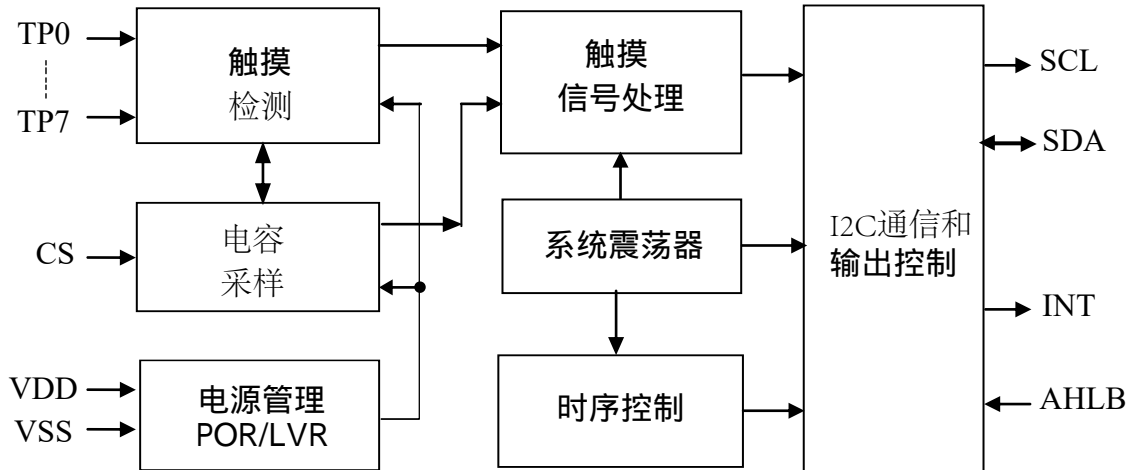 TP0
TP7
CS
VDD
VSS
触摸
检测
电容
采样
电源管理
POR/LVR
触摸
信号处理
系统震荡器
时序控制
I2C通信和
输出控制
SCL
SDA
INT
AHLB